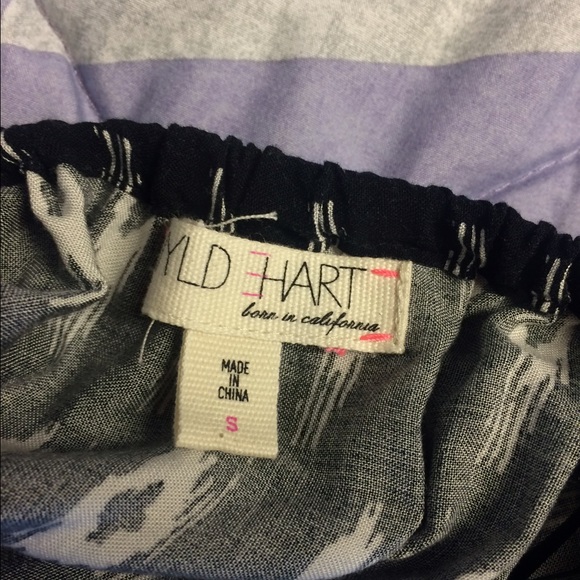 YLD HART
born in california
MADE
IN
CHINA
S